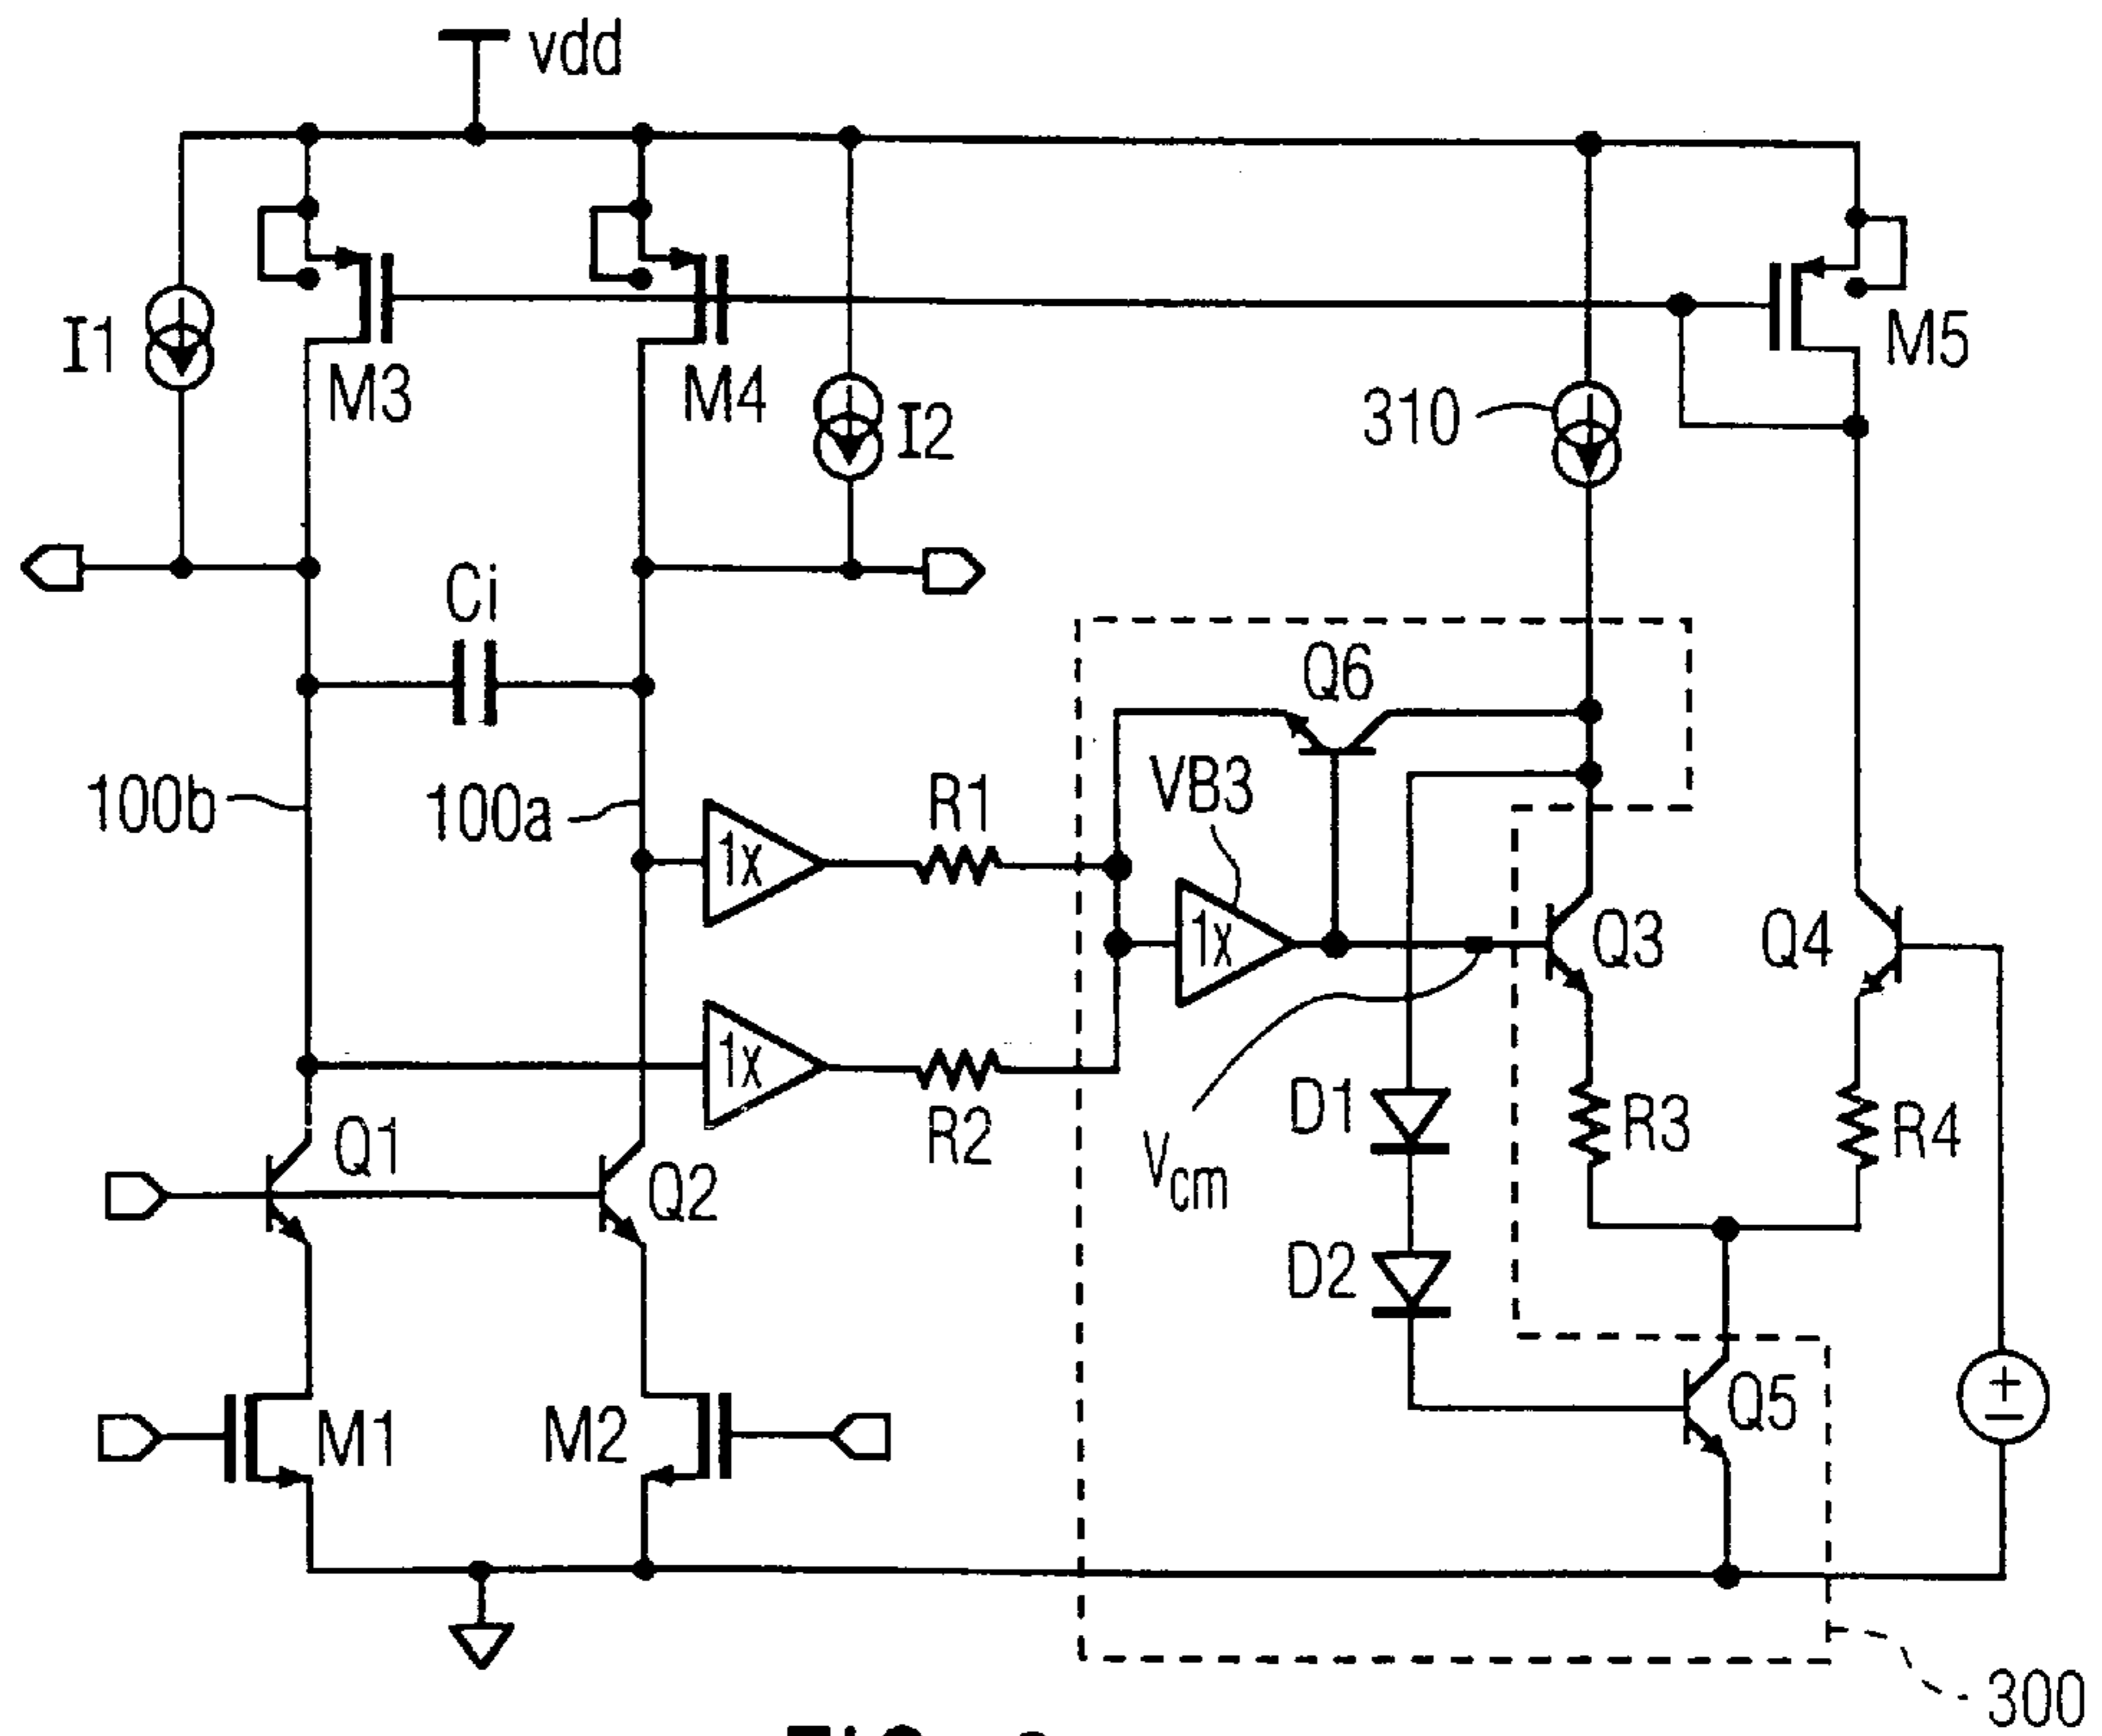 vdd
I1
M3
M4
I2
310
M5
Ci
Q6
100b
100a
R1
VB3
1x
1x
Q3
Q4
1x
R2
D1
Vcm
R3
R4
Q1
Q2
D2
Q5
+
−
M1
M2
300